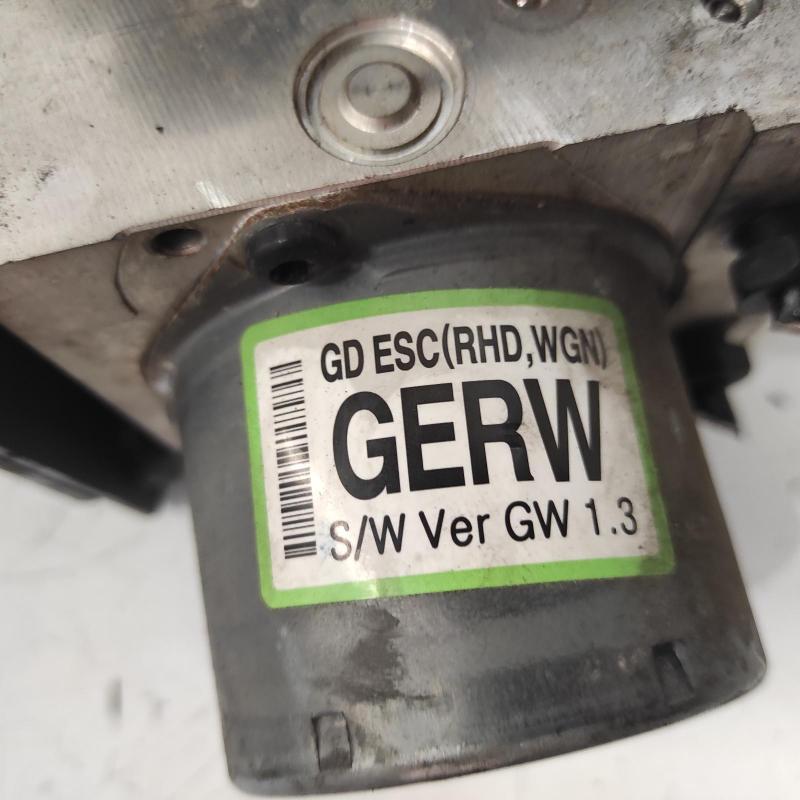 GD ESC(RHD,WGN)
GERW
S/W Ver GW 1.3